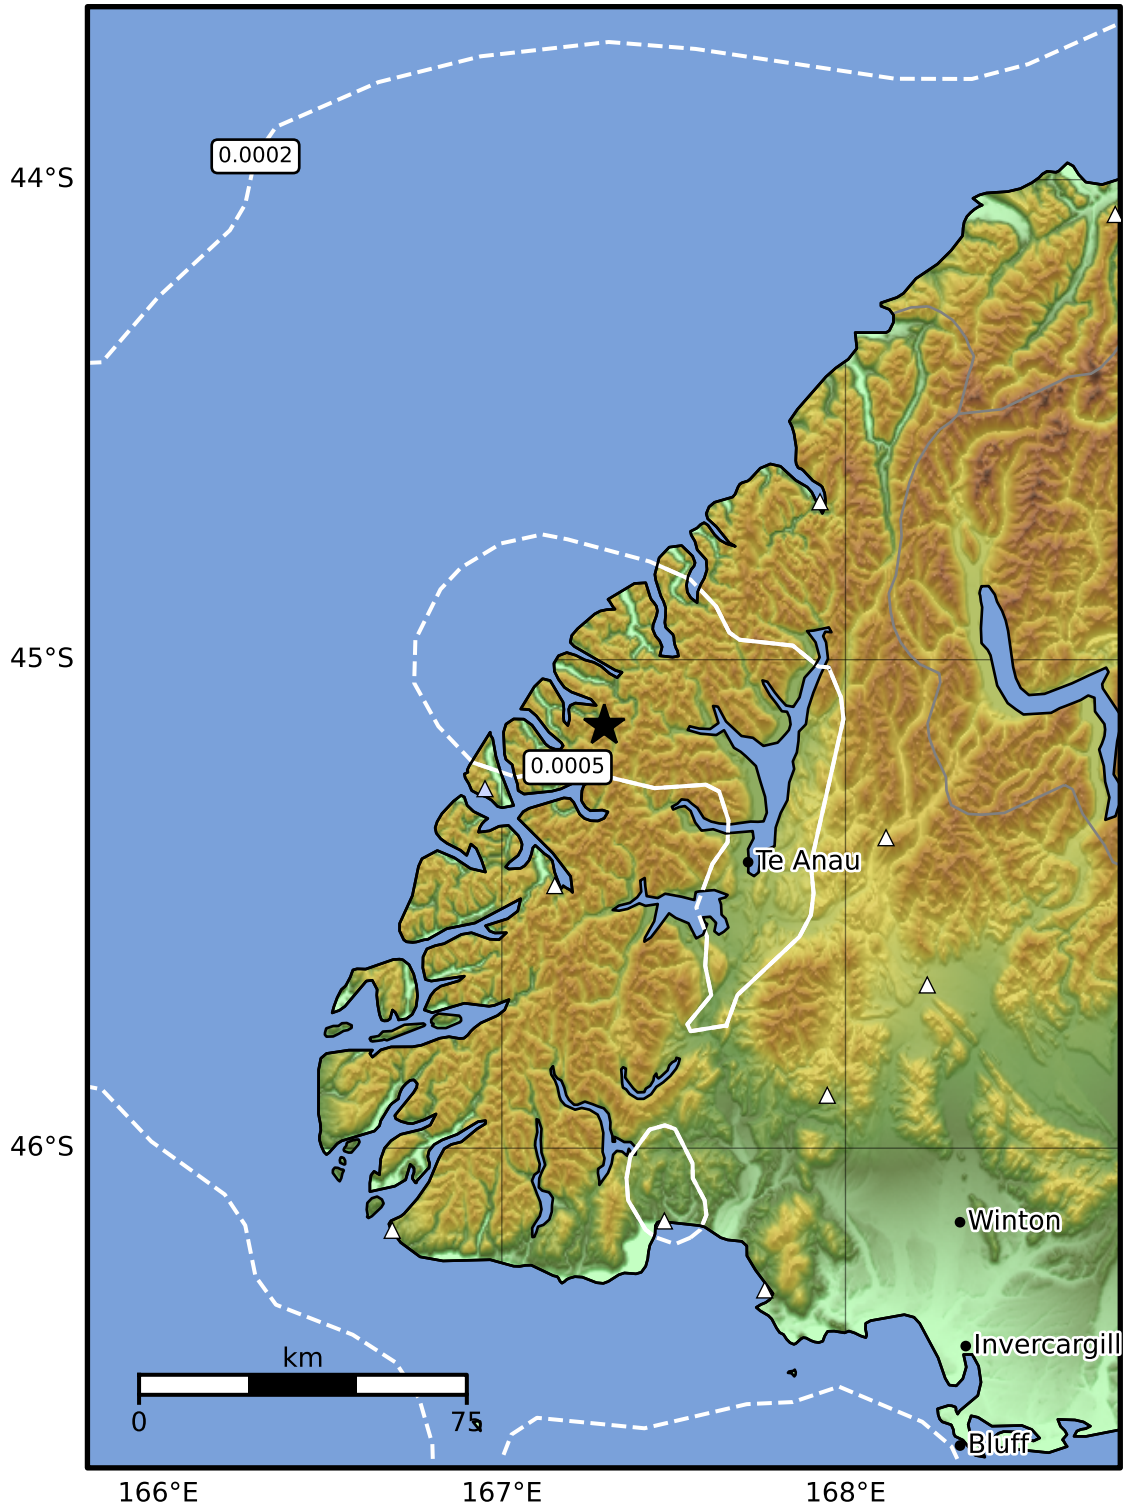 0.0002
44°S
45°S
0.0005
Te Anau
46°S
Winton
Invercargill
km
0
75
Bluff
166°E
167°E
168°E